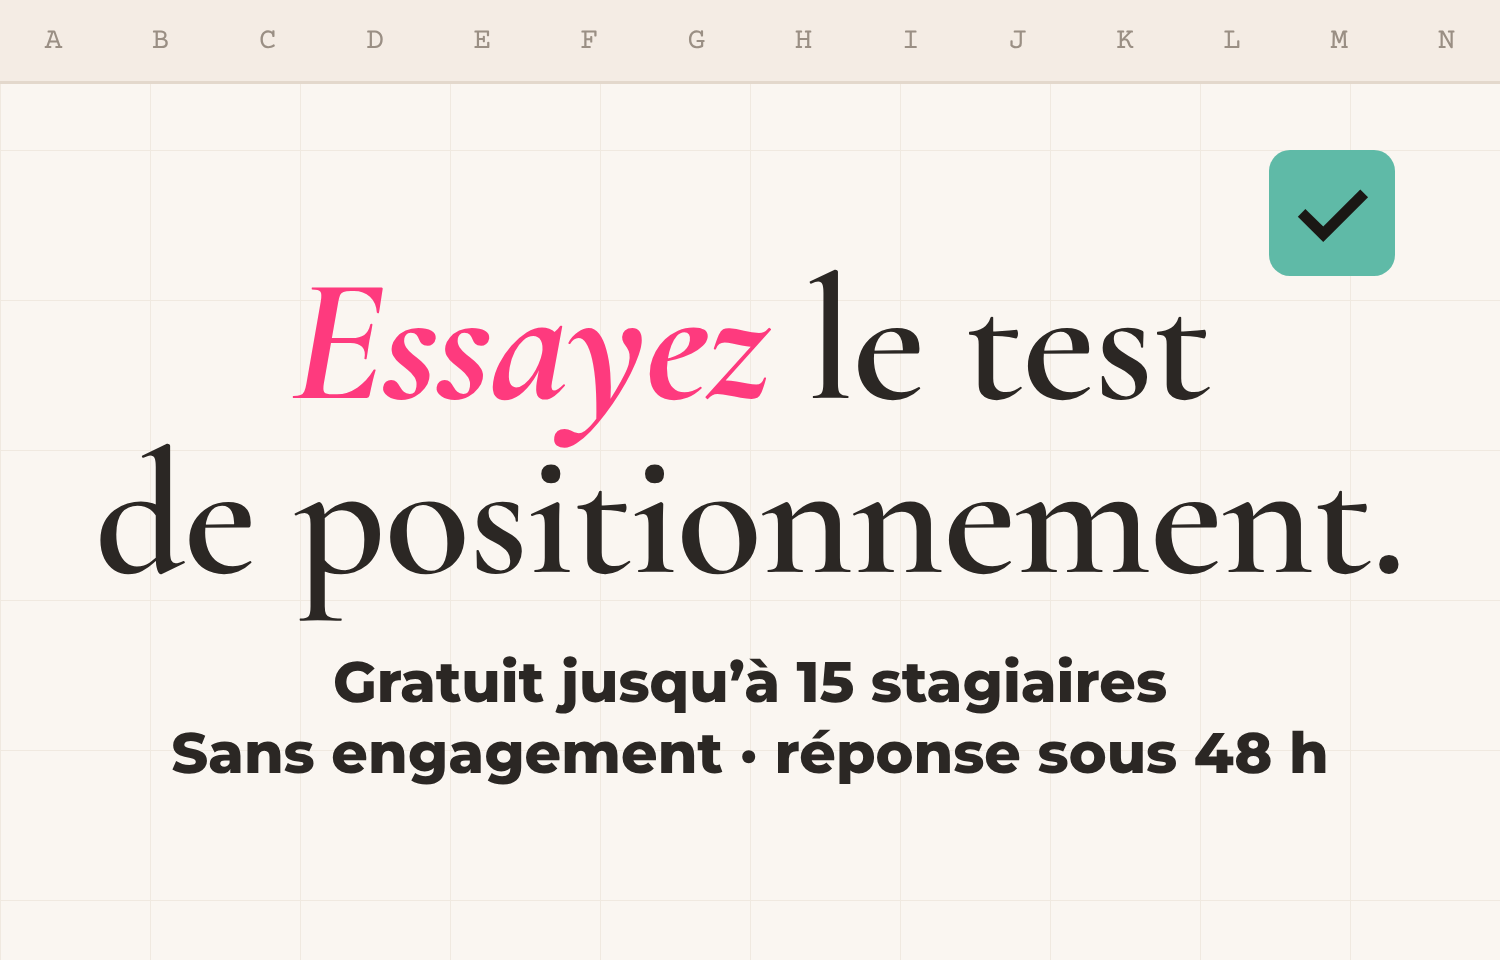 A B C D E F G H I J K L M N
Essayez le test
de positionnement.
Gratuit jusqu’à 15 stagiaires
Sans engagement • réponse sous 48 h